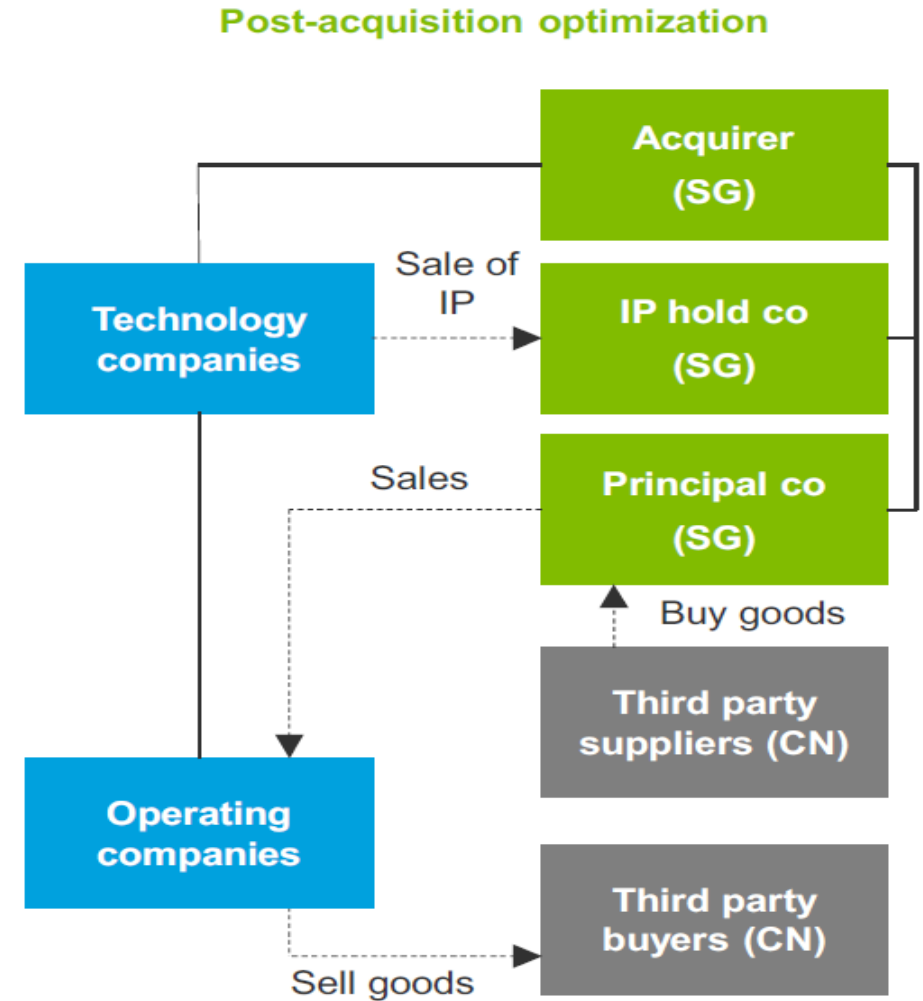 Post-acquisition optimization
Acquirer
(SG)
Sale of
IP
Technology
companies
IP hold co
(SG)
Sales
Principal co
(SG)
Buy goods
Third party
suppliers (CN)
Operating
companies
Third party
buyers (CN)
Sell goods